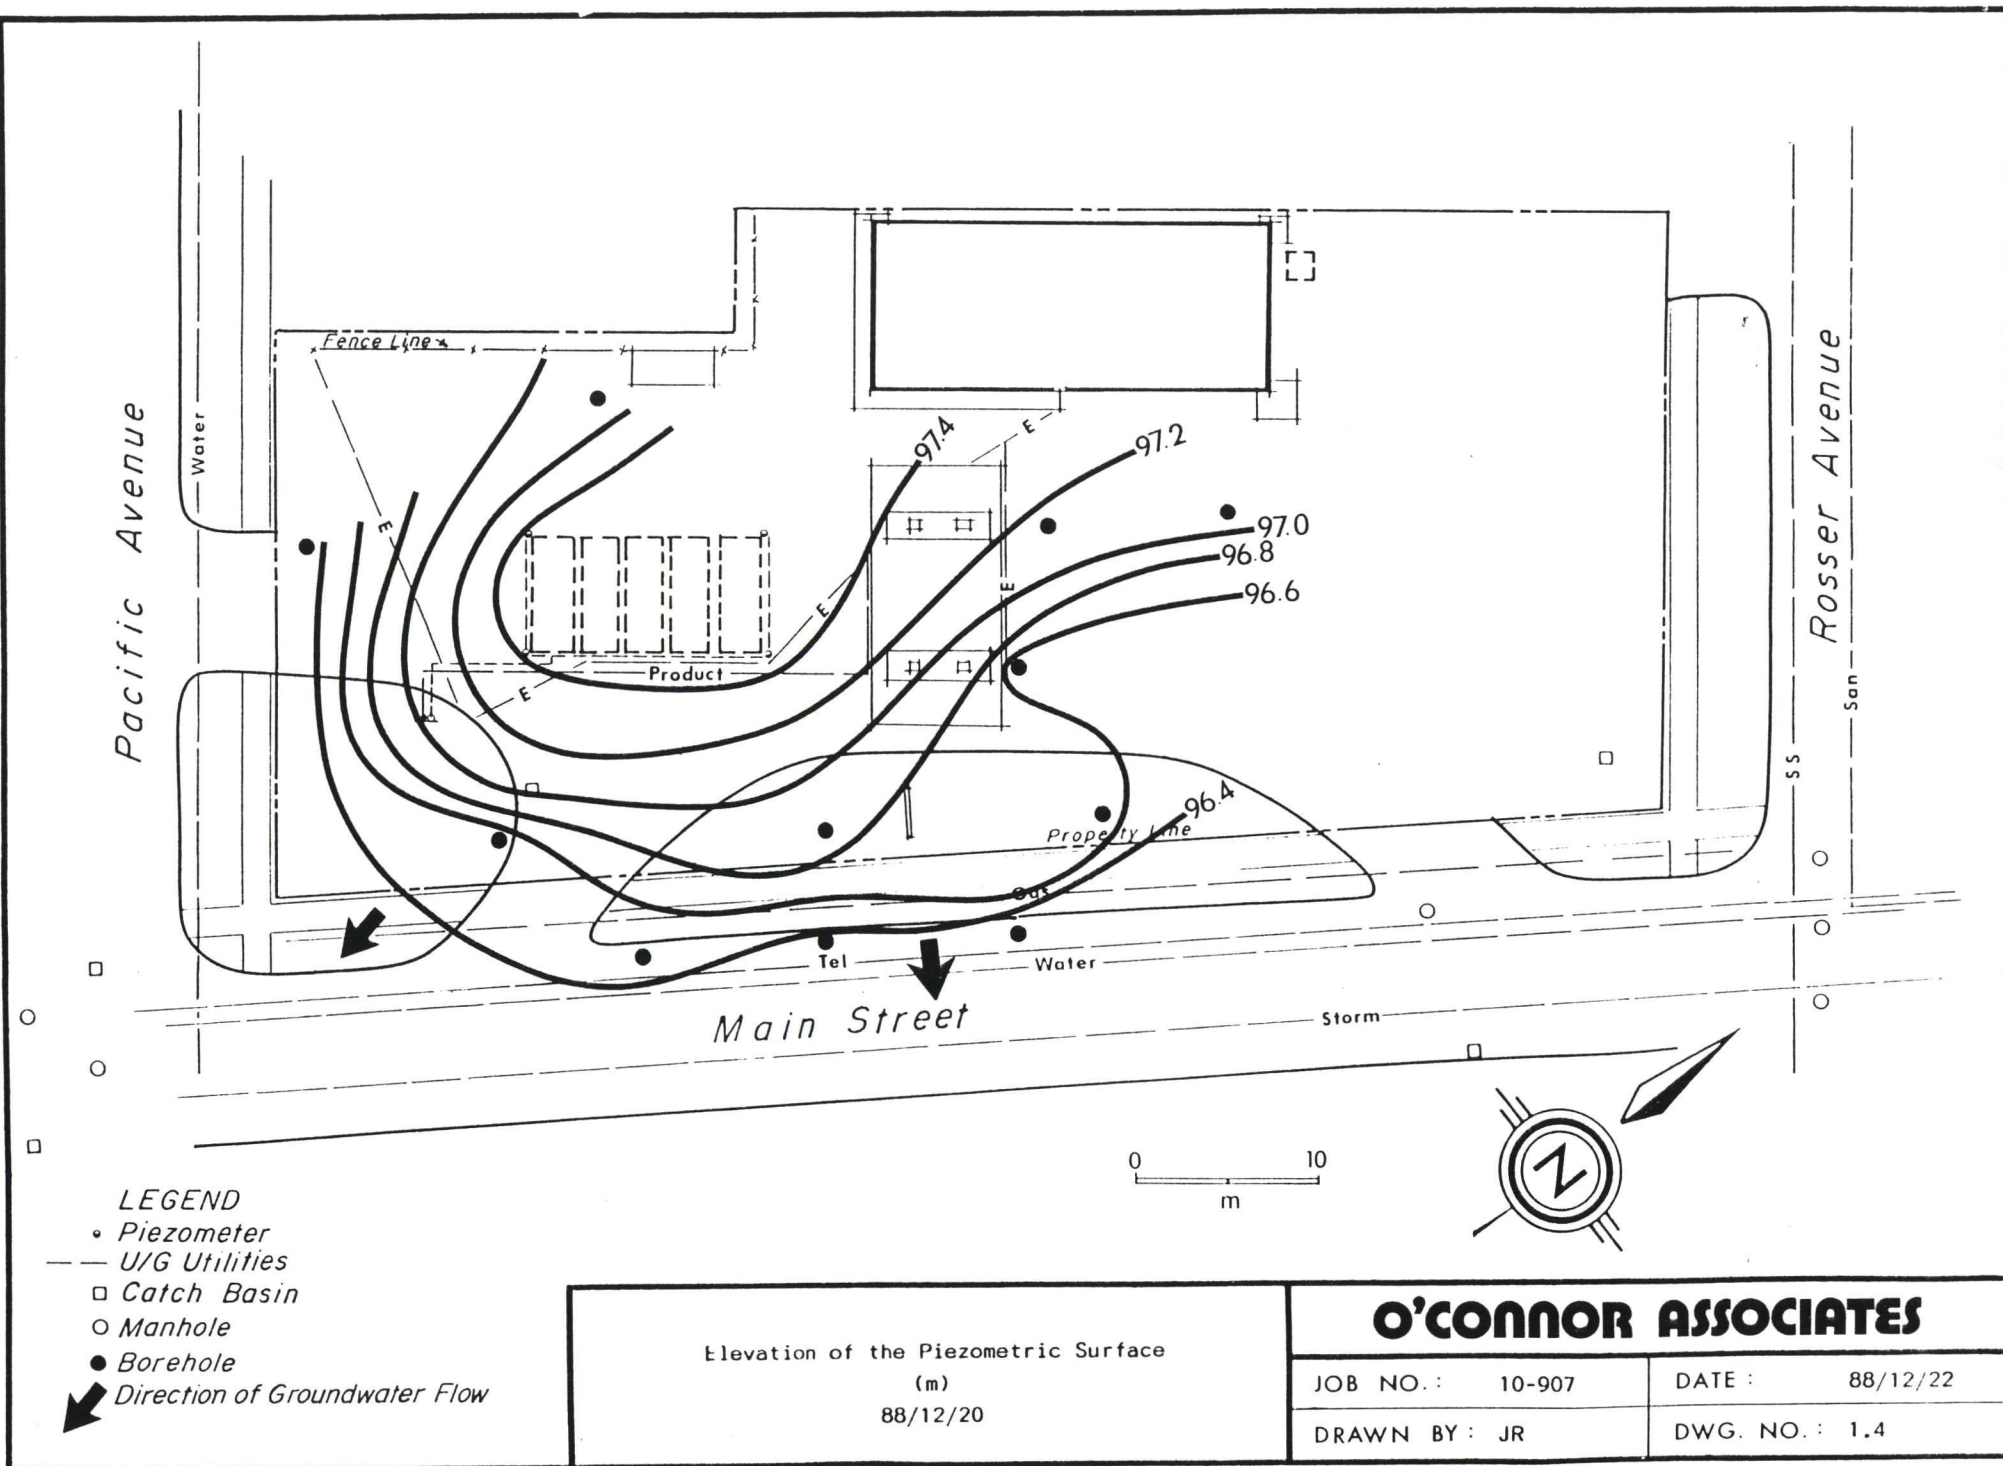 Fence Line
Water
Pacific Avenue
E
97.4
E
97.2
97.0
96.8
96.6
E
E
E
E
Product
Rosser Avenue
San
SS
96.4
Property Line
Gas
Tel
Water
Main Street
Storm
0 10
m
N
LEGEND
Piezometer
U/G Utilities
Catch Basin
Manhole
Borehole
Direction of Groundwater Flow
Elevation of the Piezometric Surface
(m)
88/12/20
O'CONNOR ASSOCIATES
JOB NO.: 10-907
DATE: 88/12/22
DRAWN BY: JR
DWG. NO.: 1.4